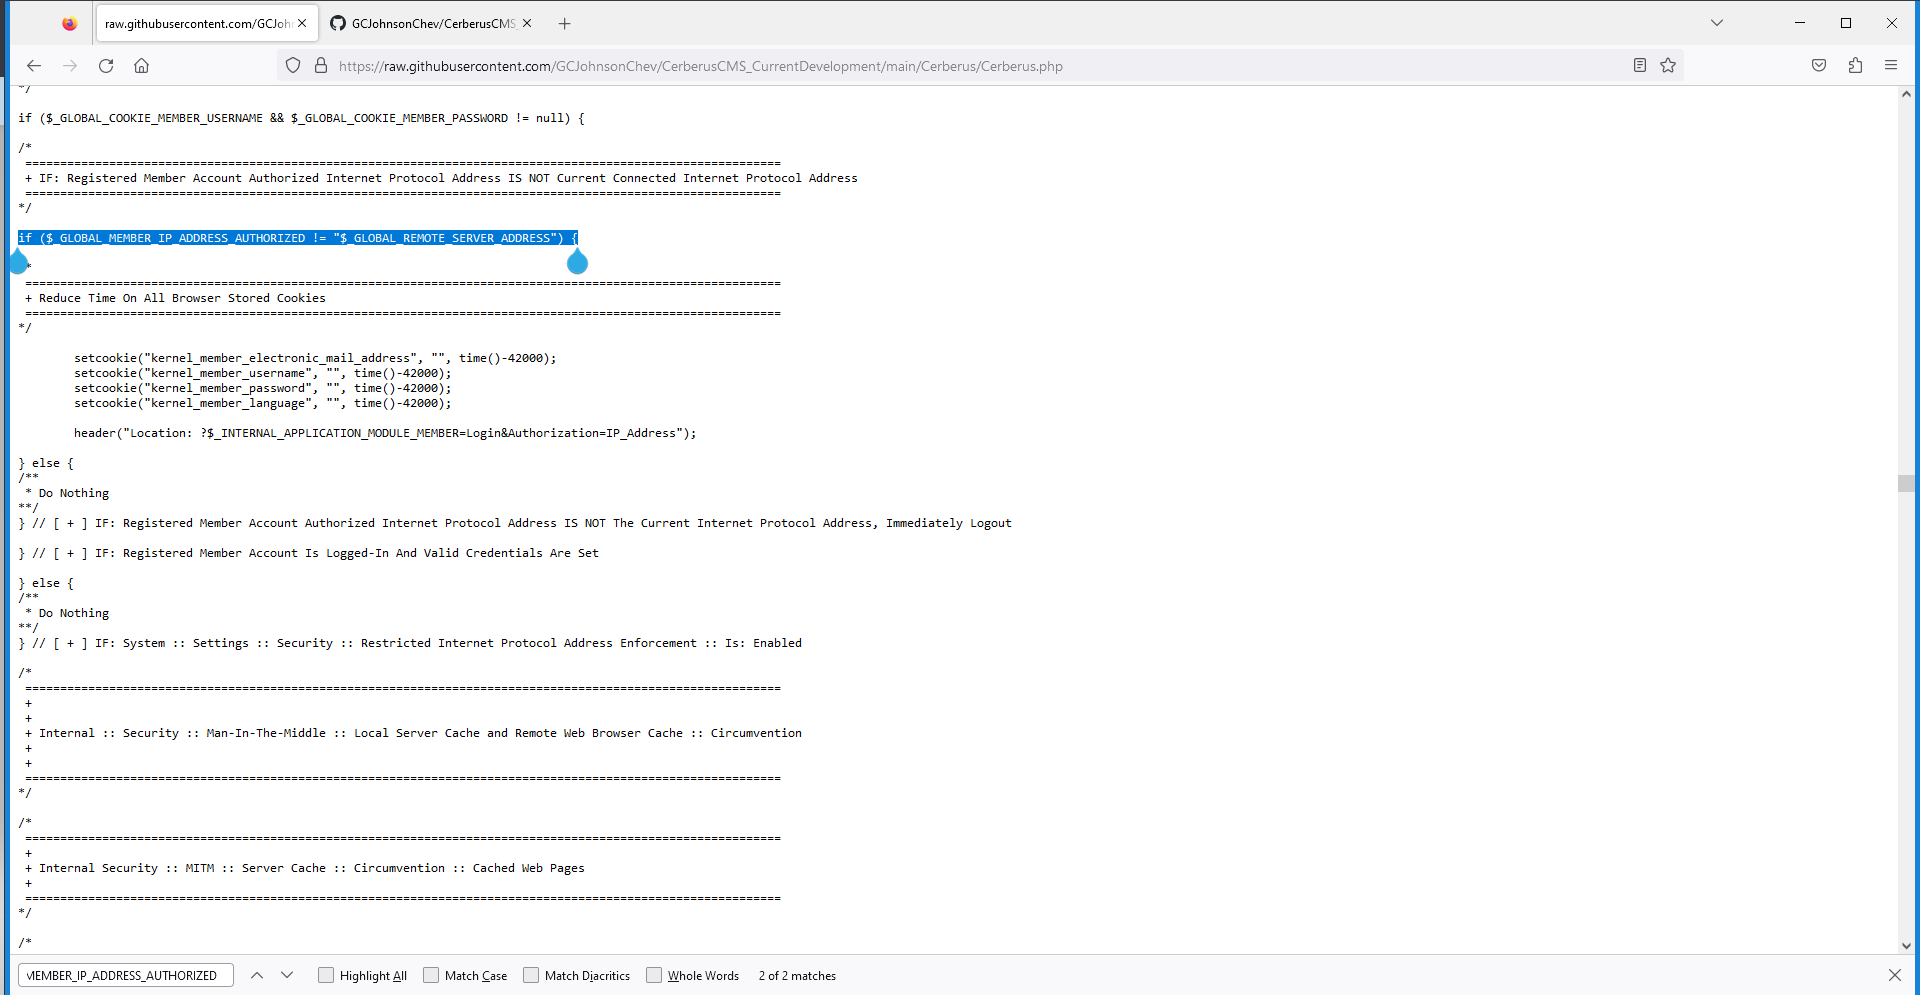 raw.githubusercontent.com/GCJoh
GCJohnsonChev/CerberusCMS_
https://raw.githubusercontent.com/GCJohnsonChev/CerberusCMS_CurrentDevelopment/main/Cerberus/Cerberus.php
*/
if ($_GLOBAL_COOKIE_MEMBER_USERNAME && $_GLOBAL_COOKIE_MEMBER_PASSWORD != null) {
/*
============================================================================================================
+ IF: Registered Member Account Authorized Internet Protocol Address IS NOT Current Connected Internet Protocol Address
============================================================================================================
*/
if ($_GLOBAL_MEMBER_IP_ADDRESS_AUTHORIZED != "$_GLOBAL_REMOTE_SERVER_ADDRESS") {
*
============================================================================================================
+ Reduce Time On All Browser Stored Cookies
============================================================================================================
*/
setcookie("kernel_member_electronic_mail_address", "", time()-42000);
setcookie("kernel_member_username", "", time()-42000);
setcookie("kernel_member_password", "", time()-42000);
setcookie("kernel_member_language", "", time()-42000);
header("Location: ?$_INTERNAL_APPLICATION_MODULE_MEMBER=Login&Authorization=IP_Address");
} else {
/**
* Do Nothing
**/
} // [ + ] IF: Registered Member Account Authorized Internet Protocol Address IS NOT The Current Internet Protocol Address, Immediately Logout
} // [ + ] IF: Registered Member Account Is Logged-In And Valid Credentials Are Set
} else {
/**
* Do Nothing
**/
} // [ + ] IF: System :: Settings :: Security :: Restricted Internet Protocol Address Enforcement :: Is: Enabled
/*
============================================================================================================
+
+
+ Internal :: Security :: Man-In-The-Middle :: Local Server Cache and Remote Web Browser Cache :: Circumvention
+
+
============================================================================================================
*/
/*
============================================================================================================
+
+ Internal Security :: MITM :: Server Cache :: Circumvention :: Cached Web Pages
+
============================================================================================================
*/
/*
MEMBER_IP_ADDRESS_AUTHORIZED Highlight All Match Case Match Diacritics Whole Words 2 of 2 matches